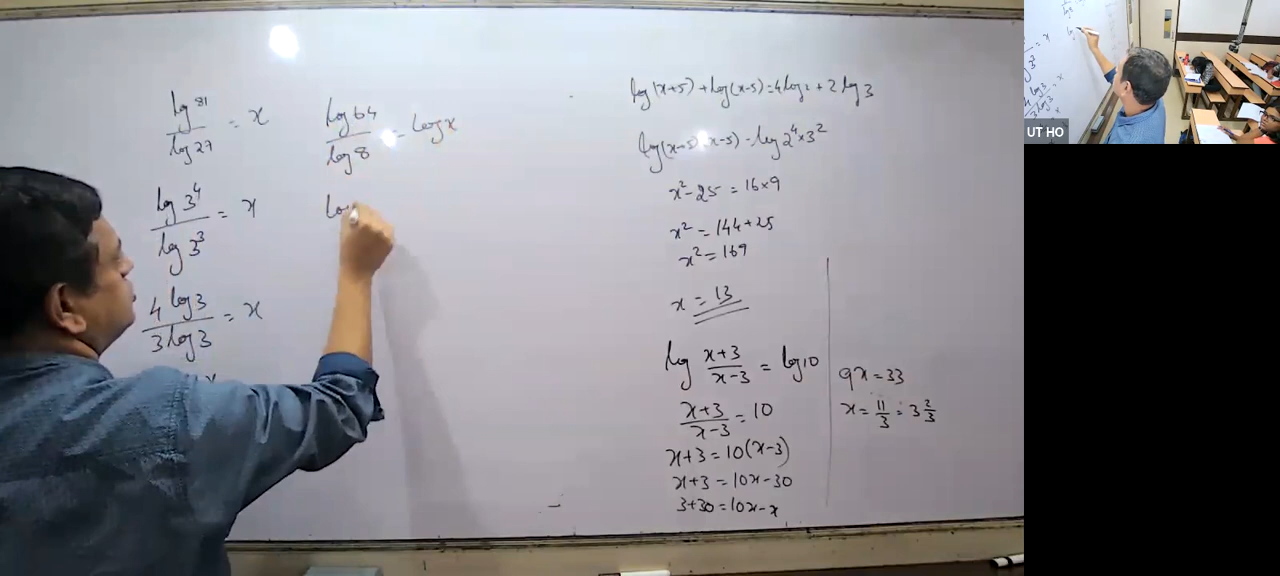 log 81 / log 27 = x
log 3⁴ / log 3³ = x
4 log 3 / 3 log 3 = x
x
log 64 / log 8 = log x
log
log(x+5) + log(x-5) = 4 log 2 + 2 log 3
log(x-5) (x-5) = log 2⁴ × 3²
x² - 25 = 16 × 9
x² = 144 + 25
x² = 169
x = 13
log x+3 / x-3 = log 10
x+3 / x-3 = 10
x + 3 = 10(x-3)
x + 3 = 10x - 30
3 + 30 = 10x - x
9x = 33
x = 11/3 = 3 2/3
UT HO